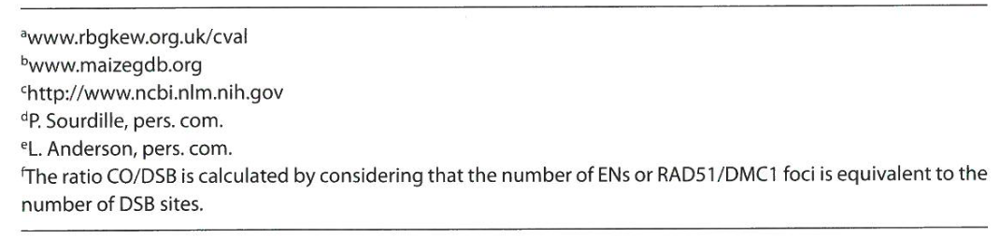 ᵃwww.rbgkew.org.uk/cval
ᵇwww.maizegdb.org
ᶜhttp://www.ncbi.nlm.nih.gov
ᵈP. Sourdille, pers. com.
ᵉL. Anderson, pers. com.
ᶠThe ratio CO/DSB is calculated by considering that the number of ENs or RAD51/DMC1 foci is equivalent to the
number of DSB sites.